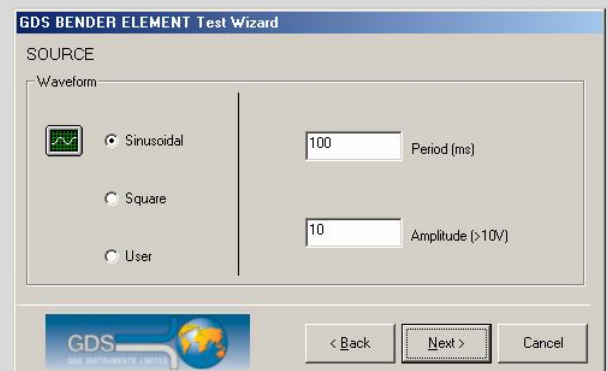 GDS BENDER ELEMENT Test Wizard
SOURCE
Waveform
Sinusoidal
100
Period (ms)
Square
10
Amplitude (>10V)
User
GDS
GDS INSTRUMENTS LIMITED
< Back
Next >
Cancel